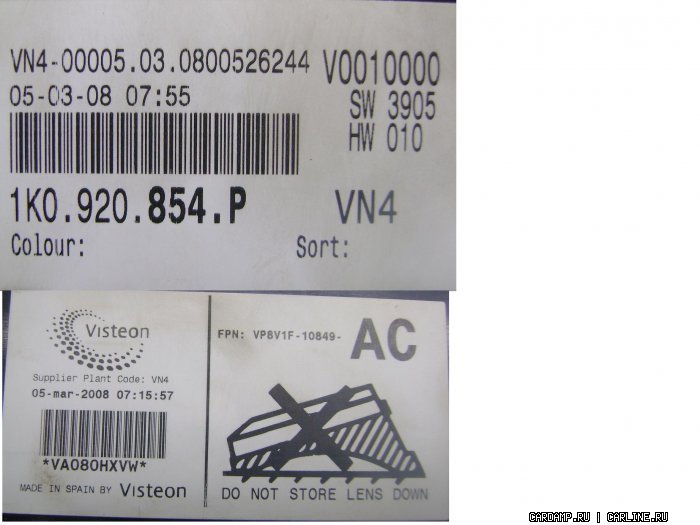 VN4-00005.03.0800526244 V0010000
05-03-08 07:55 SW 3905
HW 010
1K0.920.854.P VN4
Colour: Sort:
Visteon
Supplier Plant Code: VN4
05-mar-2008 07:15:57
*VA080HXVW*
MADE IN SPAIN BY Visteon
FPN: VP8V1F-10849- AC
DO NOT STORE LENS DOWN
CARDAMP.RU | CARLINE.RU